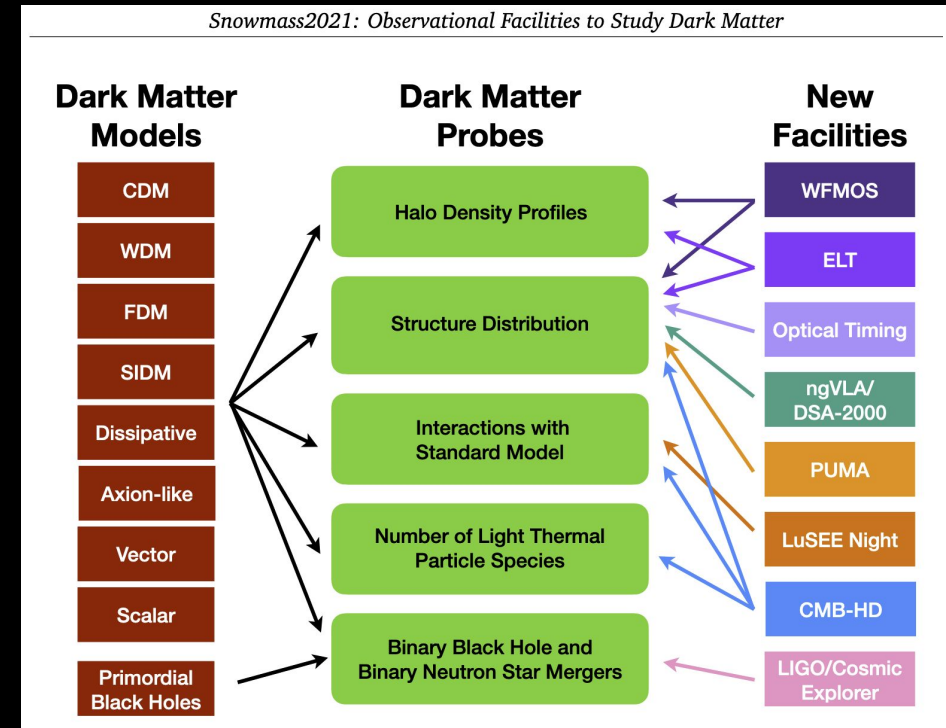 Snowmass2021: Observational Facilities to Study Dark Matter
Dark Matter
Models
CDM
WDM
FDM
SIDM
Dissipative
Axion-like
Vector
Scalar
Primordial
Black Holes
Dark Matter
Probes
Halo Density Profiles
Structure Distribution
Interactions with
Standard Model
Number of Light Thermal
Particle Species
Binary Black Hole and
Binary Neutron Star Mergers
New
Facilities
WFMOS
ELT
Optical Timing
ngVLA/
DSA-2000
PUMA
LuSEE Night
CMB-HD
LIGO/Cosmic
Explorer